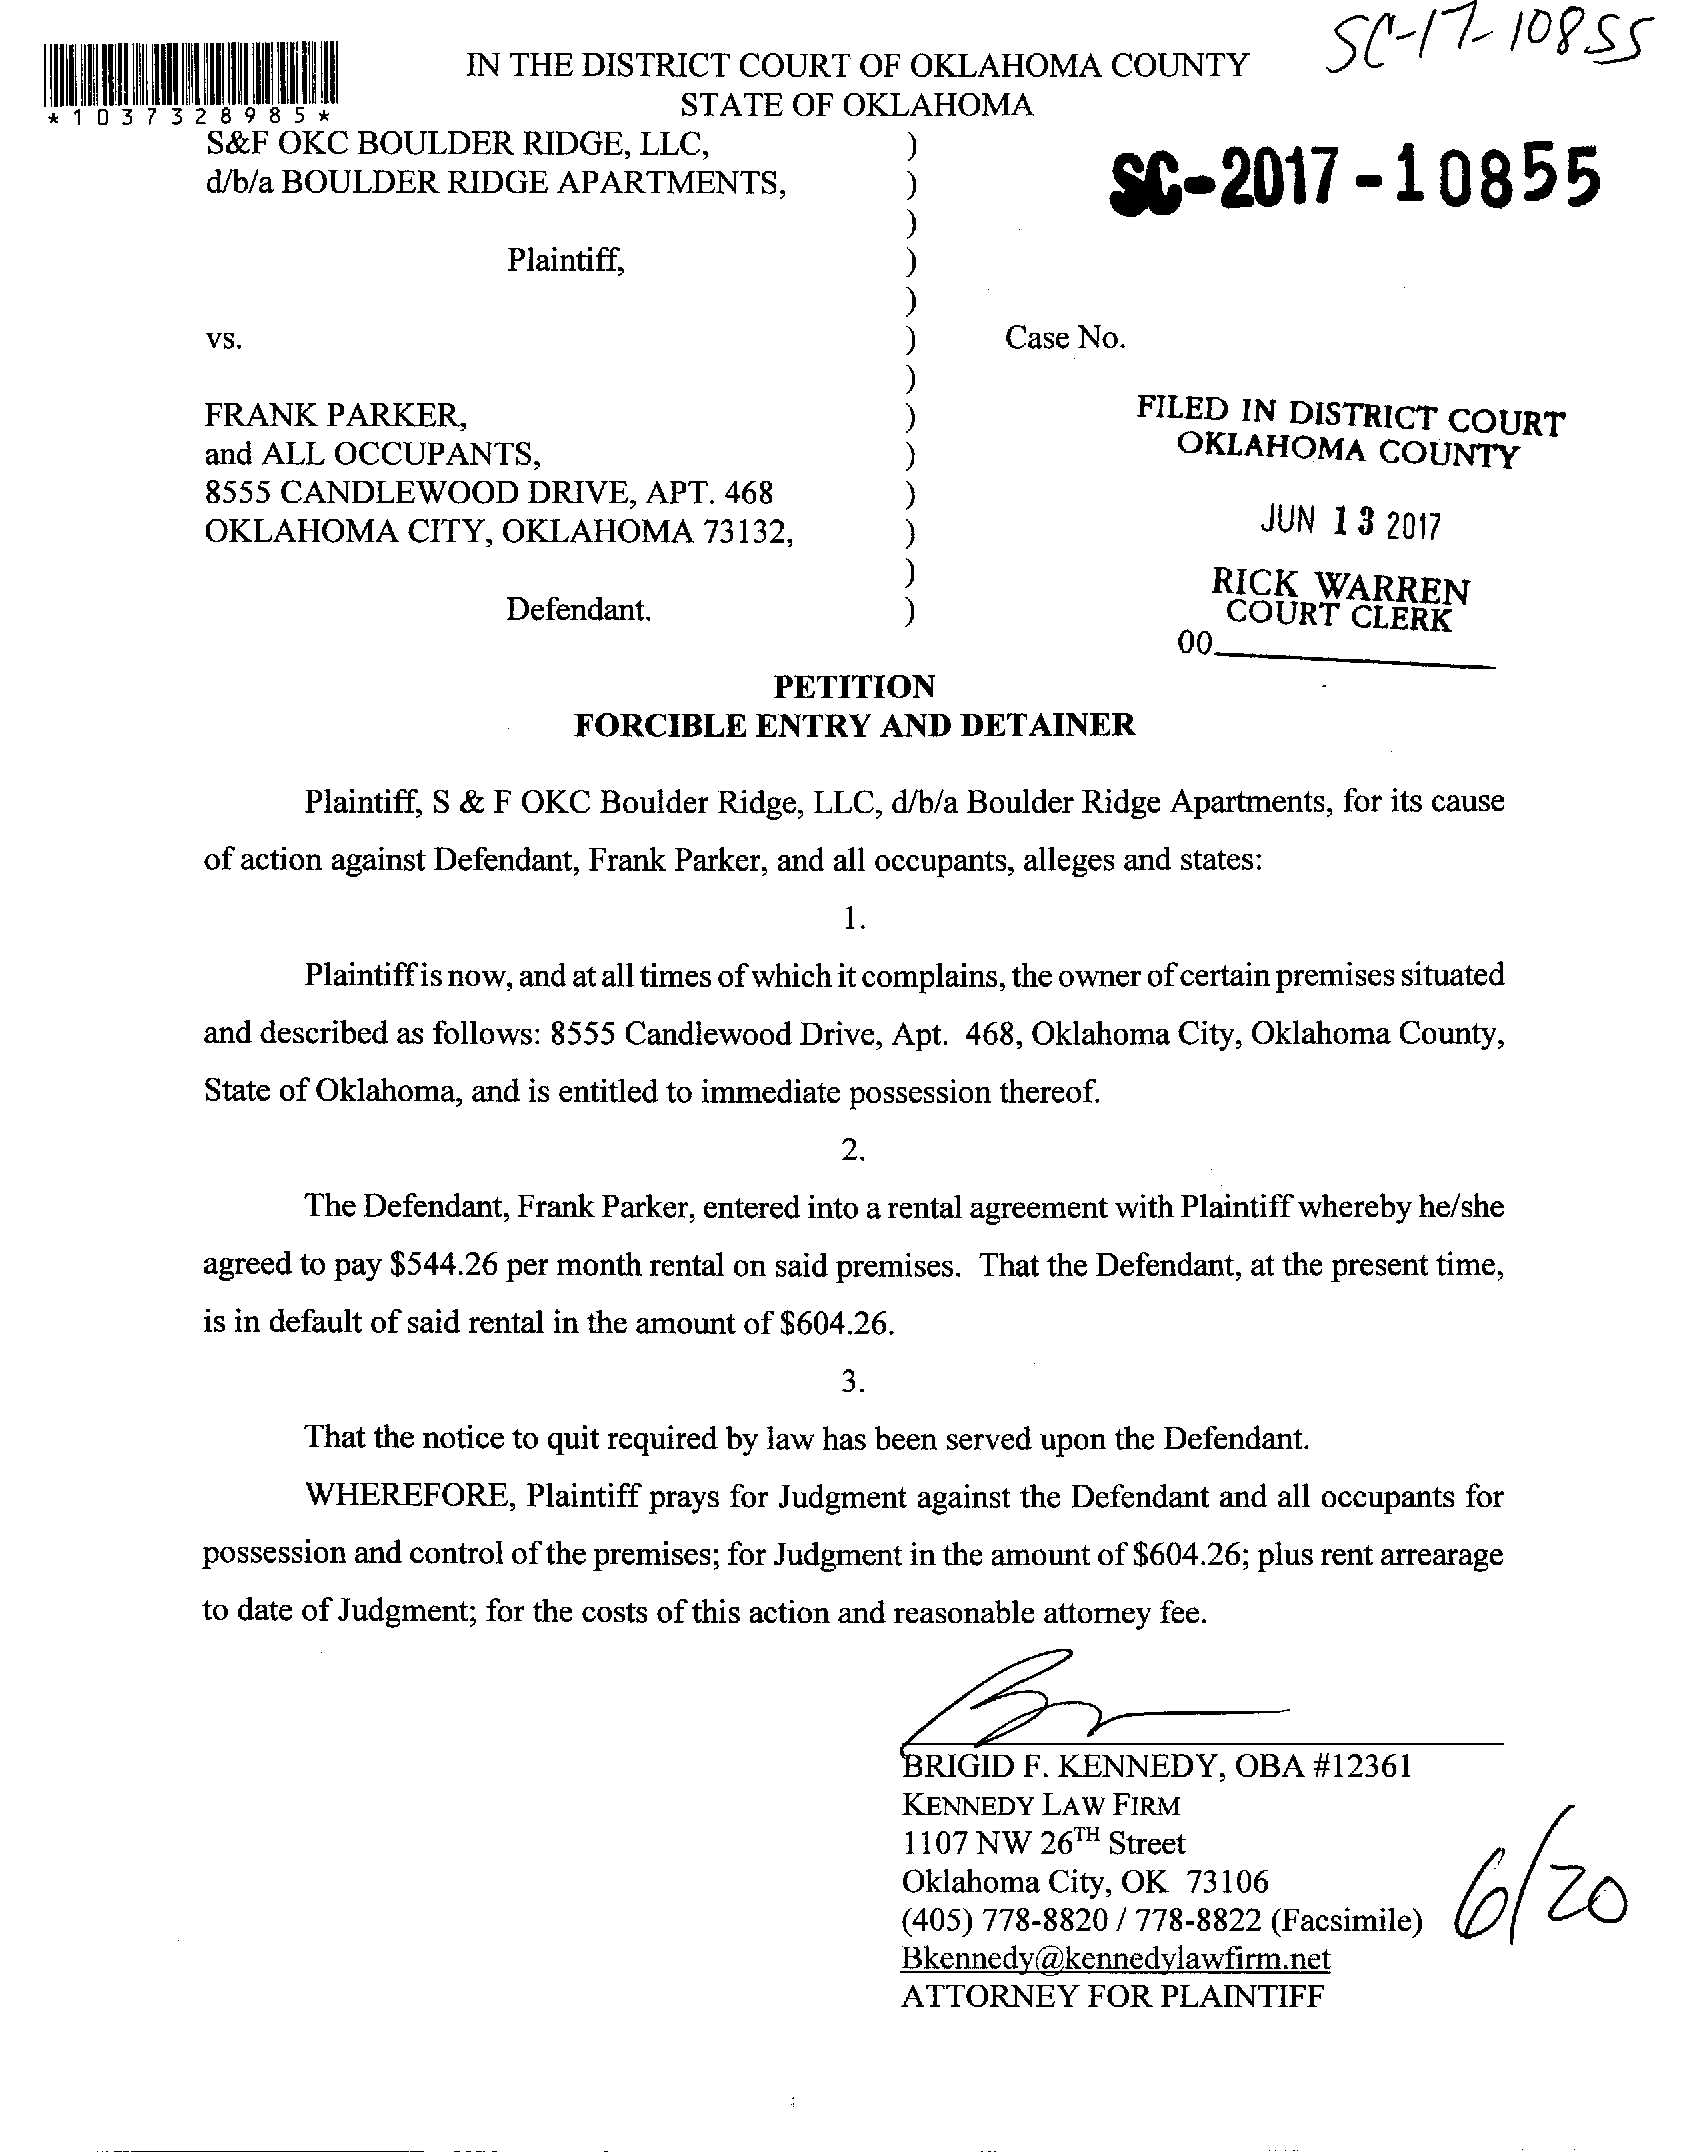 SC-17-10855
IN THE DISTRICT COURT OF OKLAHOMA COUNTY
STATE OF OKLAHOMA
*1037328985*
S&F OKC BOULDER RIDGE, LLC, )
d/b/a BOULDER RIDGE APARTMENTS, )
SC-2017-10855
)
Plaintiff, )
)
vs. ) Case No.
)
FRANK PARKER, )
and ALL OCCUPANTS, )
8555 CANDLEWOOD DRIVE, APT. 468 )
OKLAHOMA CITY, OKLAHOMA 73132, )
)
Defendant. )
FILED IN DISTRICT COURT
OKLAHOMA COUNTY
JUN 13 2017
RICK WARREN
COURT CLERK
00
PETITION
FORCIBLE ENTRY AND DETAINER
Plaintiff, S & F OKC Boulder Ridge, LLC, d/b/a Boulder Ridge Apartments, for its cause
of action against Defendant, Frank Parker, and all occupants, alleges and states:
1.
Plaintiff is now, and at all times of which it complains, the owner of certain premises situated
and described as follows: 8555 Candlewood Drive, Apt. 468, Oklahoma City, Oklahoma County,
State of Oklahoma, and is entitled to immediate possession thereof.
2.
The Defendant, Frank Parker, entered into a rental agreement with Plaintiff whereby he/she
agreed to pay $544.26 per month rental on said premises. That the Defendant, at the present time,
is in default of said rental in the amount of $604.26.
3.
That the notice to quit required by law has been served upon the Defendant.
WHEREFORE, Plaintiff prays for Judgment against the Defendant and all occupants for
possession and control of the premises; for Judgment in the amount of $604.26; plus rent arrearage
to date of Judgment; for the costs of this action and reasonable attorney fee.
BRIGID F. KENNEDY, OBA #12361
KENNEDY LAW FIRM
1107 NW 26TH Street
Oklahoma City, OK 73106
(405) 778-8820 / 778-8822 (Facsimile)
Bkennedy@kennedylawfirm.net
ATTORNEY FOR PLAINTIFF
6/20